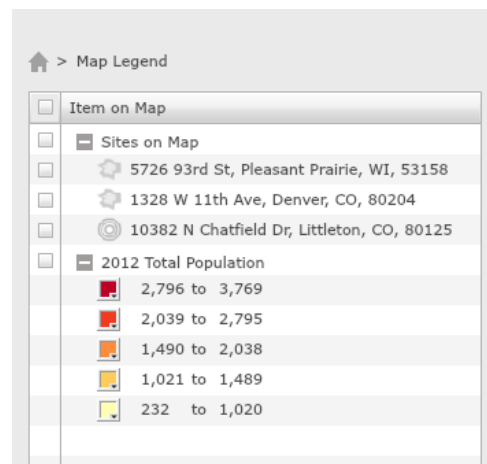 > Map Legend
Item on Map
Sites on Map
5726 93rd St, Pleasant Prairie, WI, 53158
1328 W 11th Ave, Denver, CO, 80204
10382 N Chatfield Dr, Littleton, CO, 80125
2012 Total Population
2,796 to 3,769
2,039 to 2,795
1,490 to 2,038
1,021 to 1,489
232 to 1,020